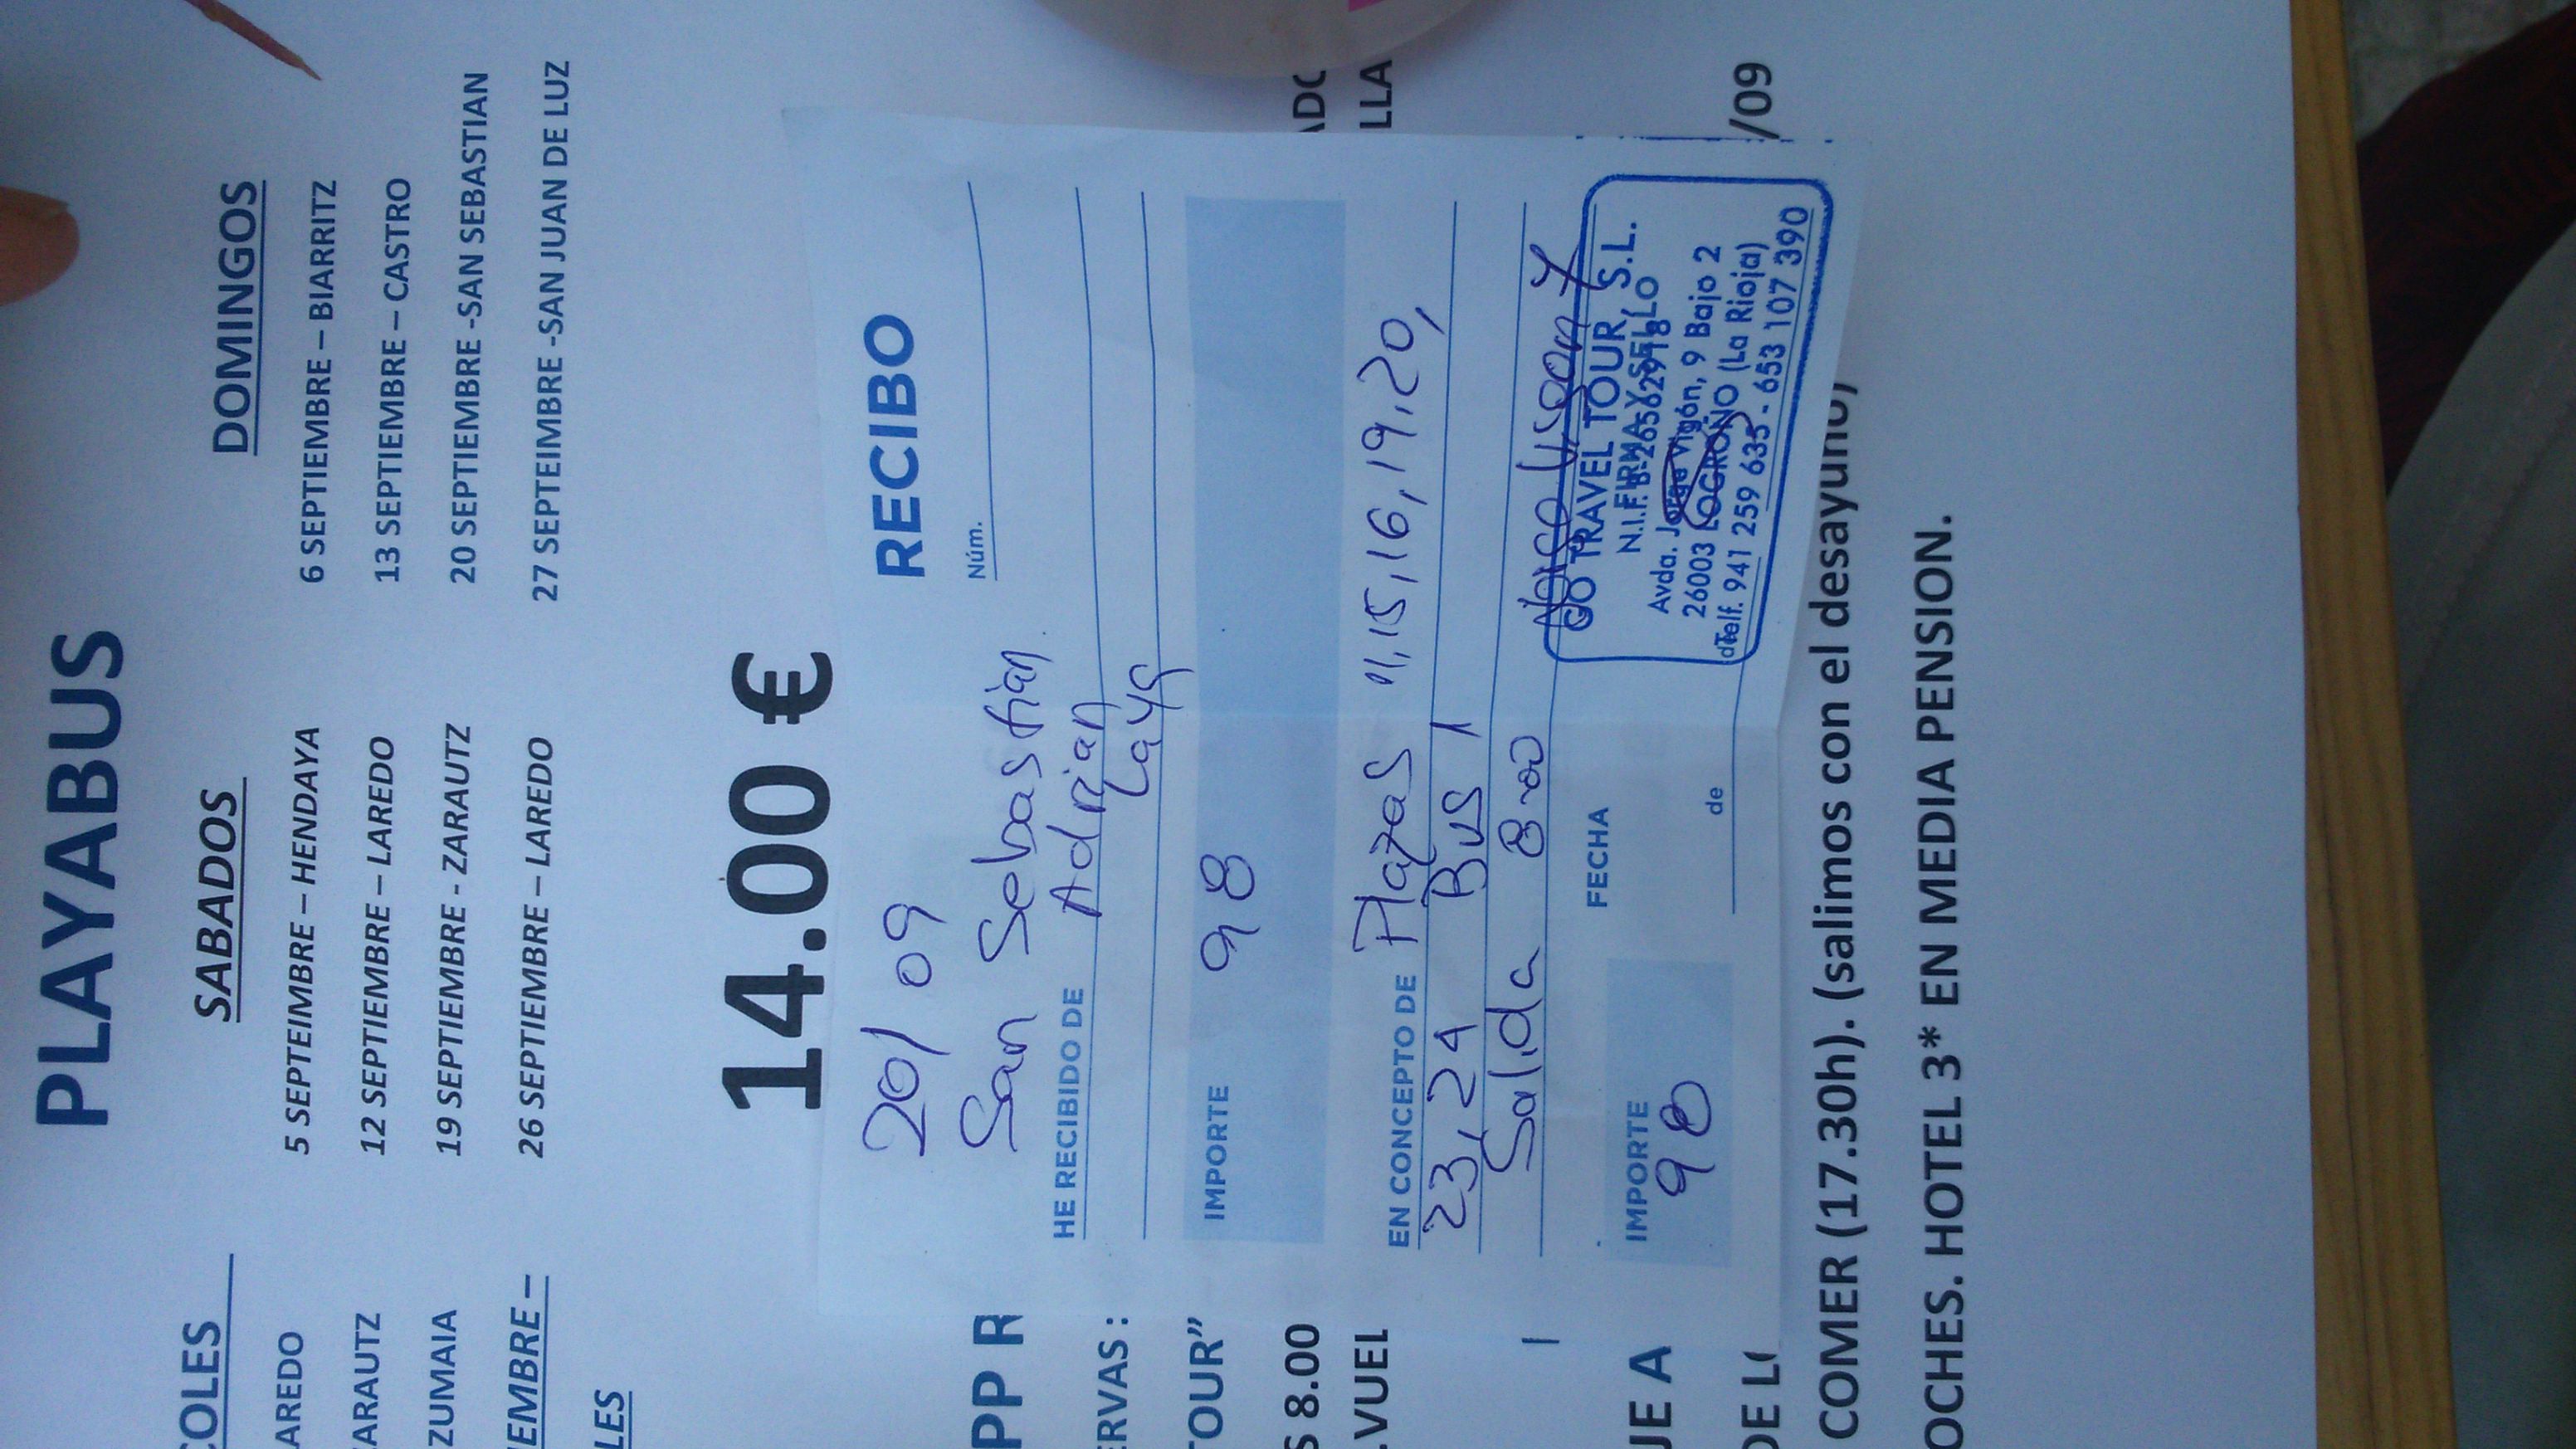 PLAYABUS
COLES
SABADOS
DOMINGOS
LAREDO
5 SEPTEIMBRE – HENDAYA
6 SEPTIEMBRE – BIARRITZ
ZARAUTZ
12 SEPTIEMBRE – LAREDO
13 SEPTIEMBRE – CASTRO
ZUMAIA
19 SEPTIEMBRE - ZARAUTZ
20 SEPTIEMBRE -SAN SEBASTIAN
IEMBRE –
26 SEPTIEMBRE – LAREDO
27 SEPTEIMBRE -SAN JUAN DE LUZ
LES
14.00 €
20/09
RECIBO
San Sebastián.
Núm.
PP R
HE RECIBIDO DE Adrian
Laya
ERVAS :
TOUR”
IMPORTE 98
S 8.00
ADO
.VUEL
LLA
EN CONCEPTO DE Plazas 11,15,16,19,20,
23,24 Bus 1
Salida 8:00
Jorge Vigon 7
FECHA
GO TRAVEL TOUR, S.L.
FIRMA Y SELLO
N.I.F. B-26562918
IMPORTE
98
Avda. Jorge Vigón, 9 Bajo 2
26003 LOGROÑO (La Rioja)
de
de
Telf. 941 259 635 - 653 107 390
JE A
DE LO
/09
COMER (17.30h). (salimos con el desayuno)
OCHES. HOTEL 3* EN MEDIA PENSION.